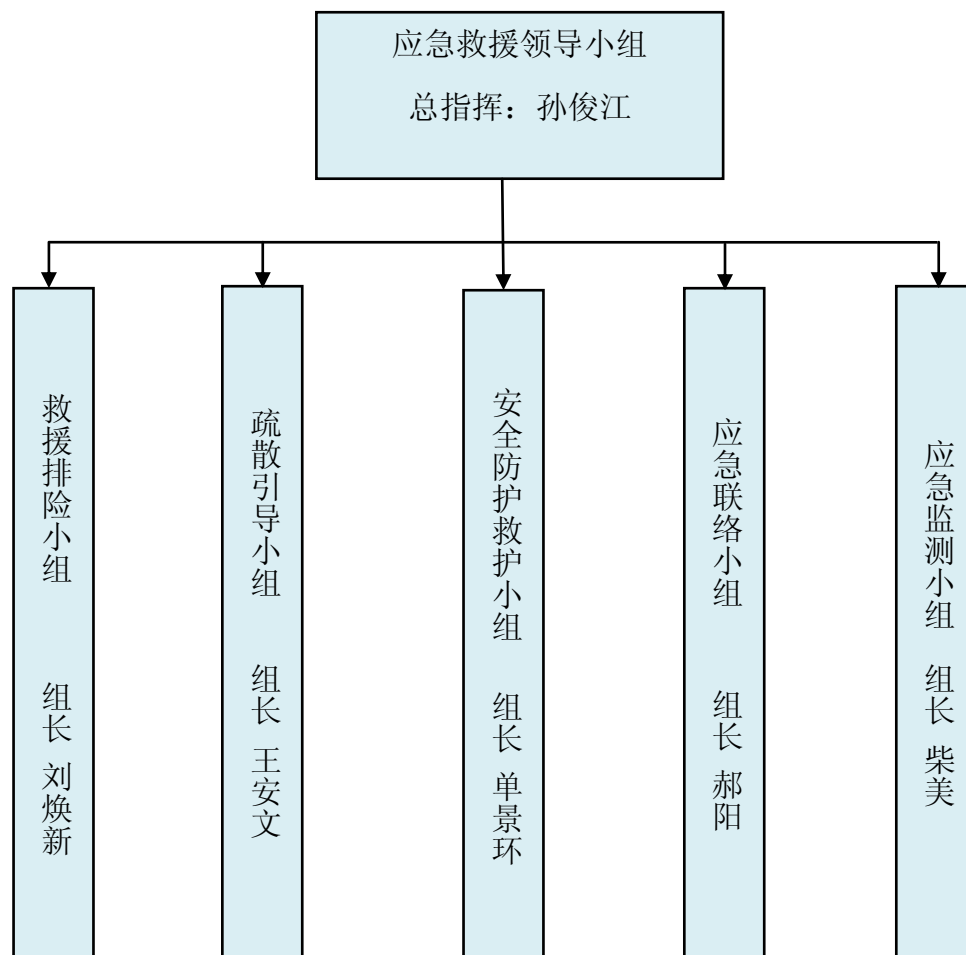 应急救援领导小组
总指挥：孙俊江
救援排险小组 组长 刘焕新
疏散引导小组 组长 王安文
安全防护救护小组 组长 单景环
应急联络小组 组长 郝阳
应急监测小组 组长 柴美